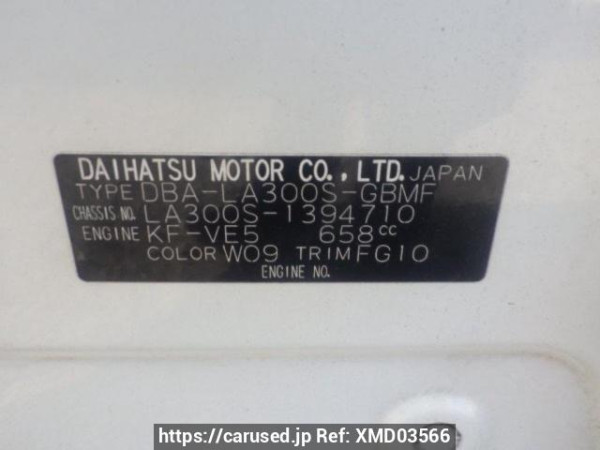 DAIHATSU MOTOR CO., LTD. JAPAN
TYPE DBA-LA300S-GBMF
CHASSIS NO. LA300S-1394710
ENGINE KF-VE5 658cc
COLOR W09 TRIM FG10
ENGINE NO.
https://carused.jp Ref: XMD03566